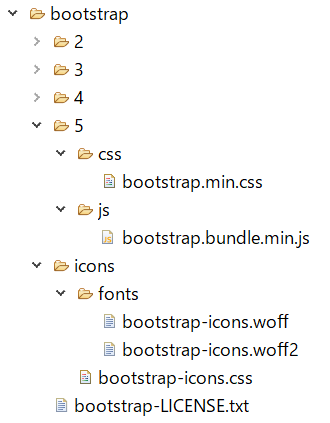 bootstrap
2
3
4
5
css
bootstrap.min.css
js
bootstrap.bundle.min.js
icons
fonts
bootstrap-icons.woff
bootstrap-icons.woff2
bootstrap-icons.css
bootstrap-LICENSE.txt